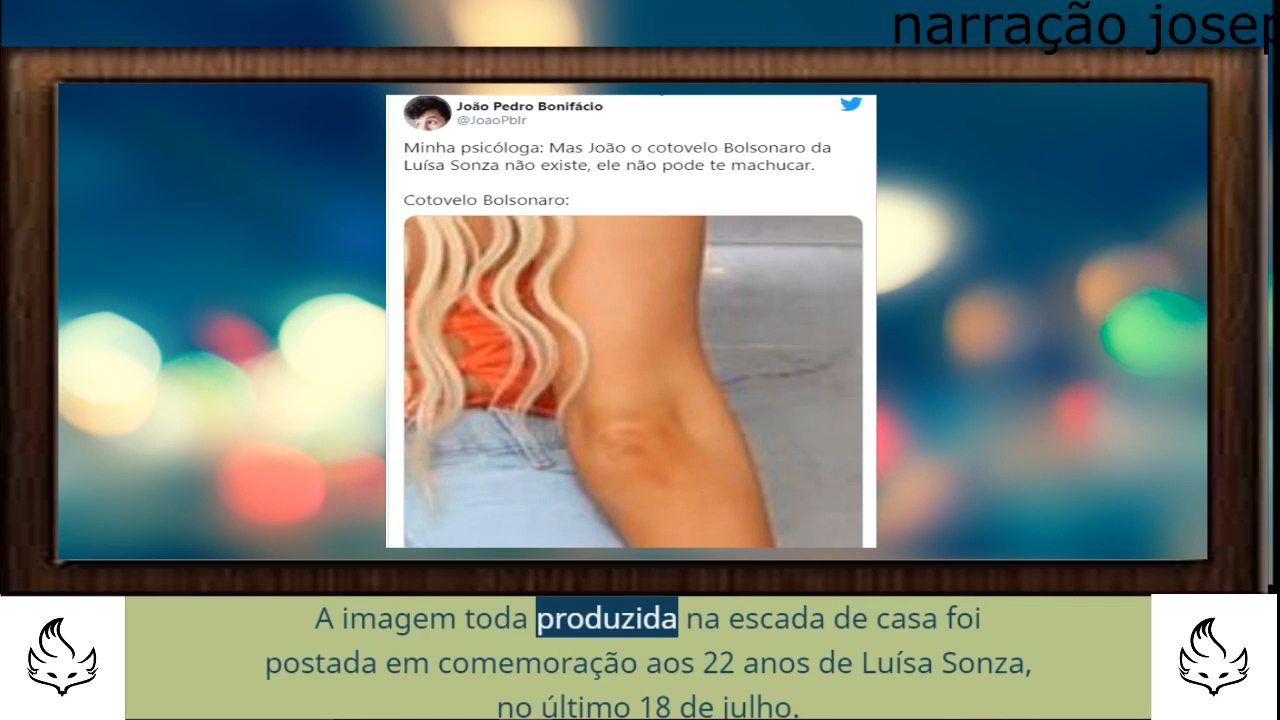 narração josep
João Pedro Bonifácio
@JoaoPbIr
Minha psicóloga: Mas João o cotovelo Bolsonaro da
Luísa Sonza não existe, ele não pode te machucar.
Cotovelo Bolsonaro:
A imagem toda produzida na escada de casa foi
postada em comemoração aos 22 anos de Luísa Sonza,
no último 18 de julho.